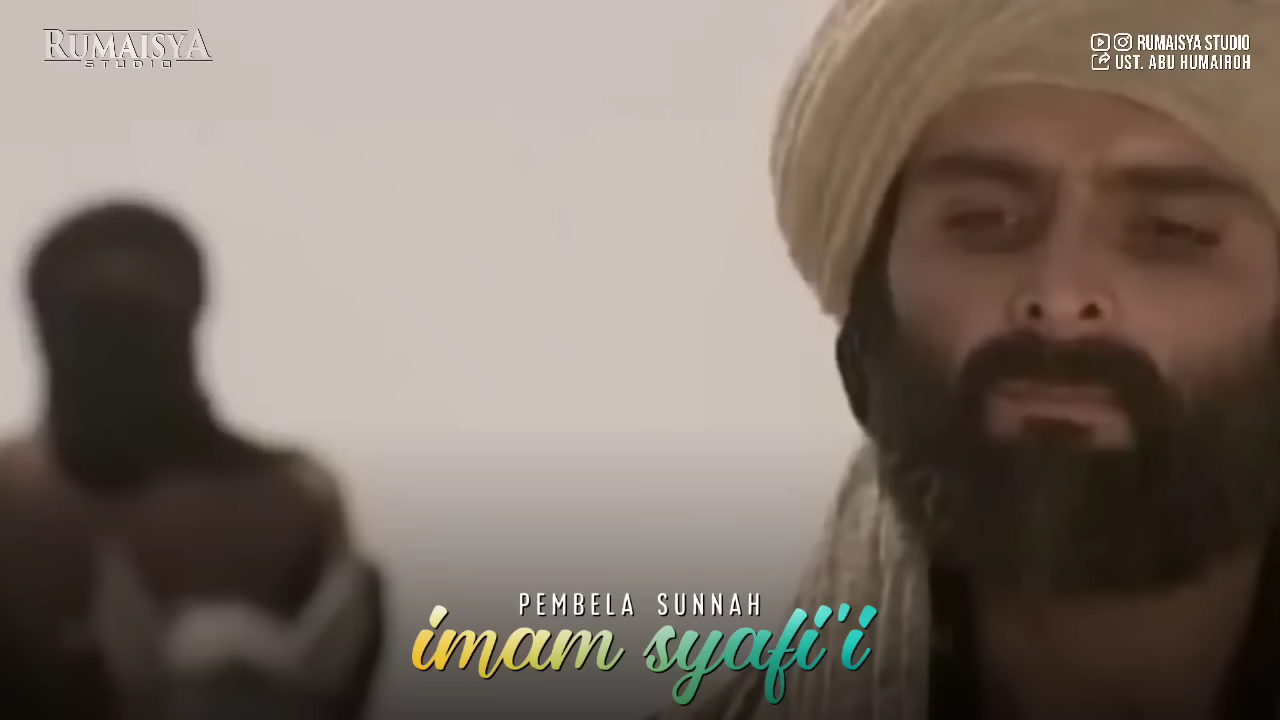 RUMAISYA
STUDIO
RUMAISYA STUDIO
UST. ABU HUMAIROH
PEMBELA SUNNAH
imam syafi'i